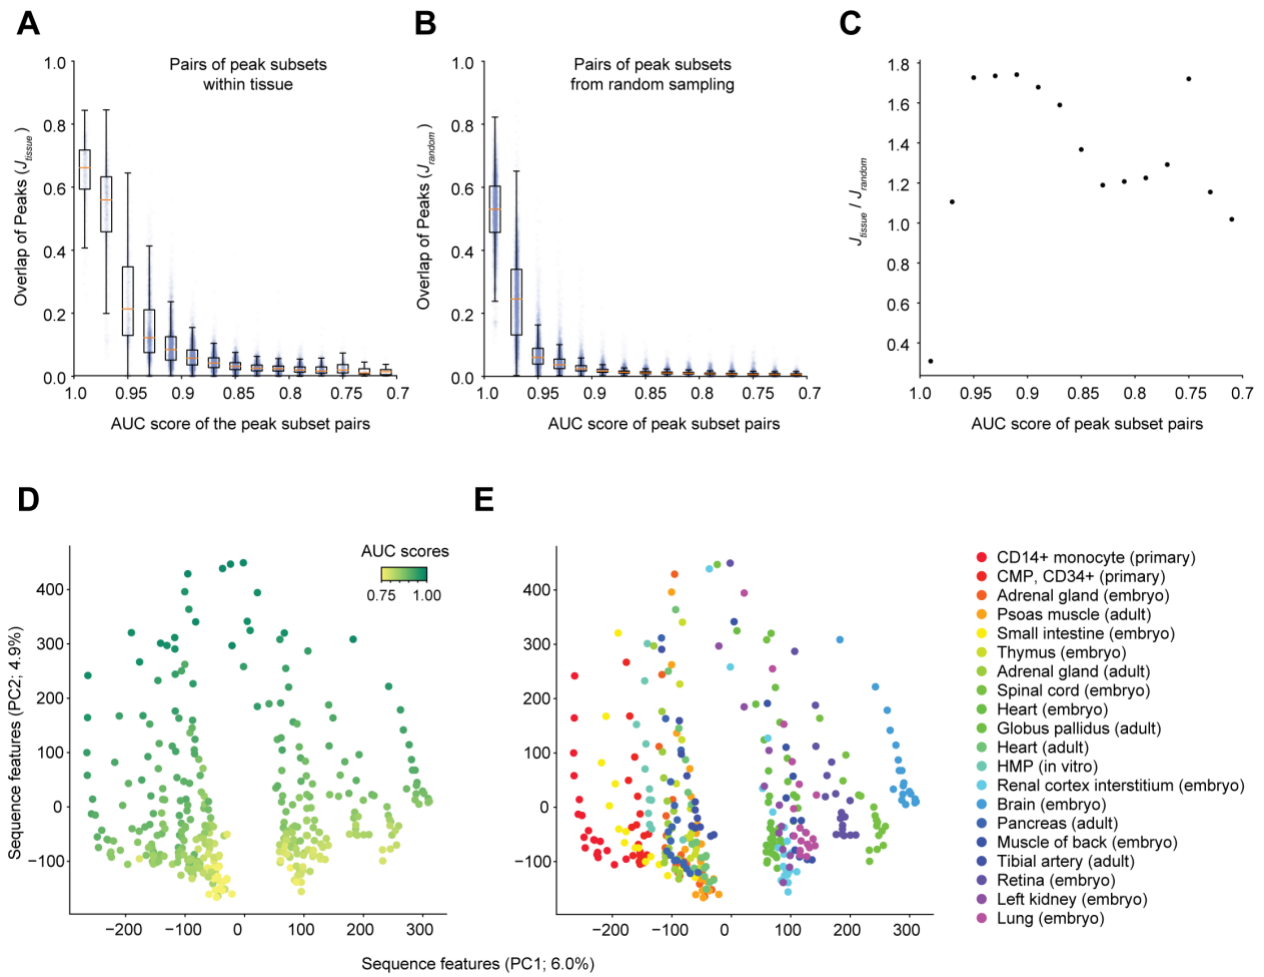 A
B
C
Pairs of peak subsets
within tissue
Overlap of Peaks (Jtissue)
1.0
0.8
0.6
0.4
0.2
0.0
1.0 0.95 0.9 0.85 0.8 0.75 0.7
AUC score of the peak subset pairs
Pairs of peak subsets
from random sampling
Overlap of Peaks (Jrandom)
1.0
0.8
0.6
0.4
0.2
0.0
1.0 0.95 0.9 0.85 0.8 0.75 0.7
AUC score of peak subset pairs
Jtissue / Jrandom
1.8
1.6
1.4
1.2
1.0
0.8
0.6
0.4
1.0 0.95 0.9 0.85 0.8 0.75 0.7
AUC score of peak subset pairs
D
E
Sequence features (PC2; 4.9%)
AUC scores
0.75 1.00
400
300
200
100
0
−100
−200 −100 0 100 200 300
400
300
200
100
0
−100
−200 −100 0 100 200 300
Sequence features (PC1; 6.0%)
CD14+ monocyte (primary)
CMP, CD34+ (primary)
Adrenal gland (embryo)
Psoas muscle (adult)
Small intestine (embryo)
Thymus (embryo)
Adrenal gland (adult)
Spinal cord (embryo)
Heart (embryo)
Globus pallidus (adult)
Heart (adult)
HMP (in vitro)
Renal cortex interstitium (embryo)
Brain (embryo)
Pancreas (adult)
Muscle of back (embryo)
Tibial artery (adult)
Retina (embryo)
Left kidney (embryo)
Lung (embryo)